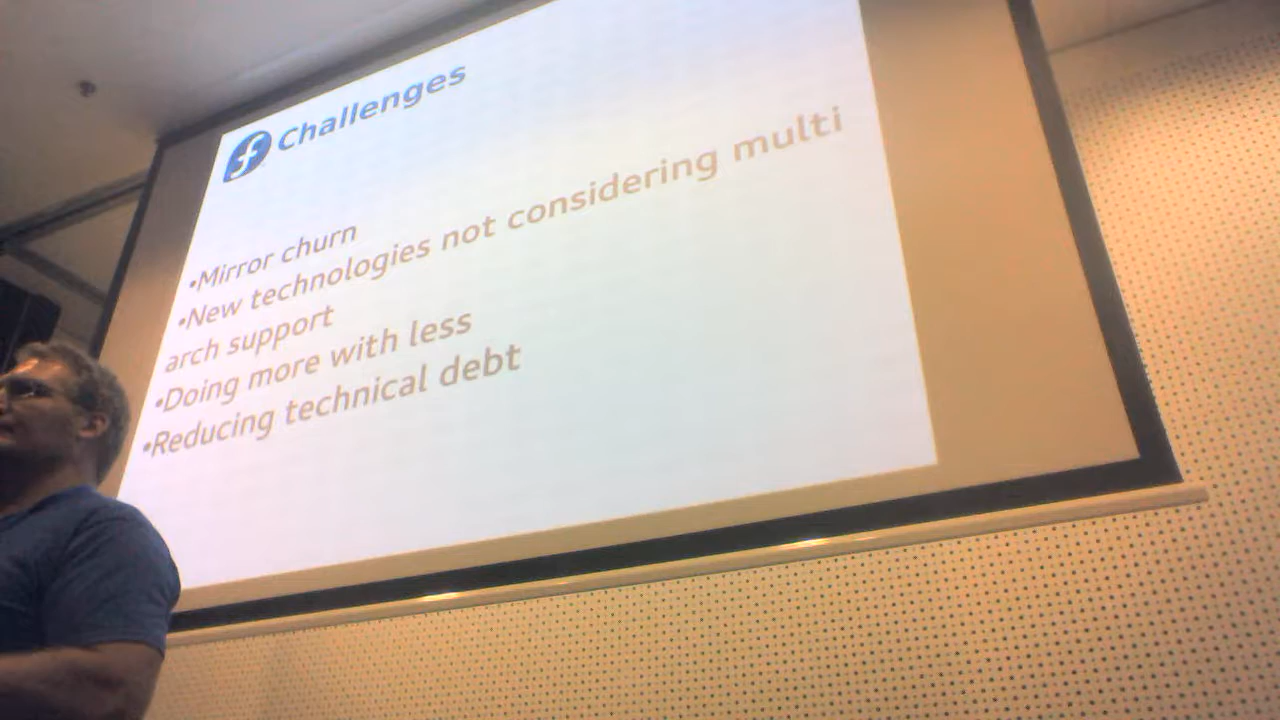 Challenges
•Mirror churn
•New technologies not considering multi
arch support
•Doing more with less
•Reducing technical debt